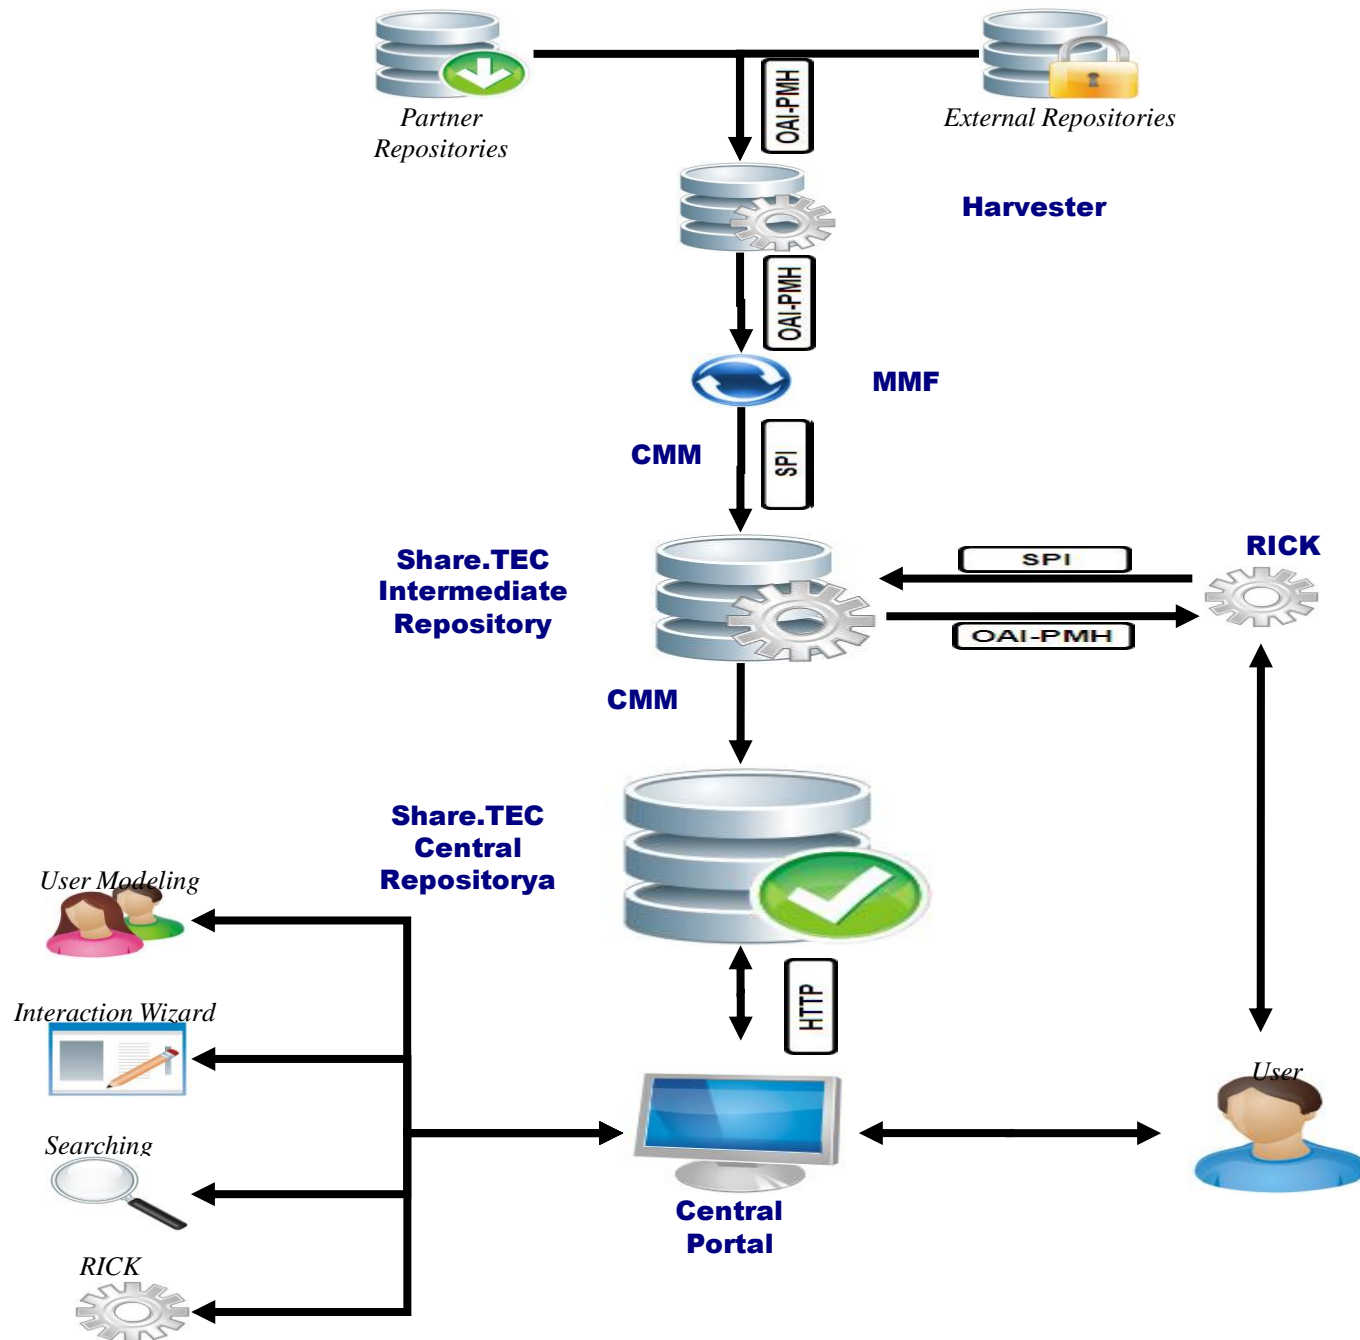 Partner
Repositories
External Repositories
OAI-PMH
Harvester
OAI-PMH
MMF
CMM
SPI
Share.TEC
Intermediate
Repository
SPI
RICK
OAI-PMH
CMM
Share.TEC
Central
Repositorya
User Modeling
HTTP
Interaction Wizard
User
Searching
Central
Portal
RICK